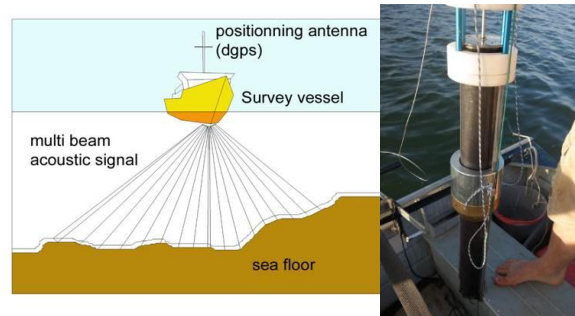 positionning antenna
(dgps)
Survey vessel
multi beam
acoustic signal
sea floor